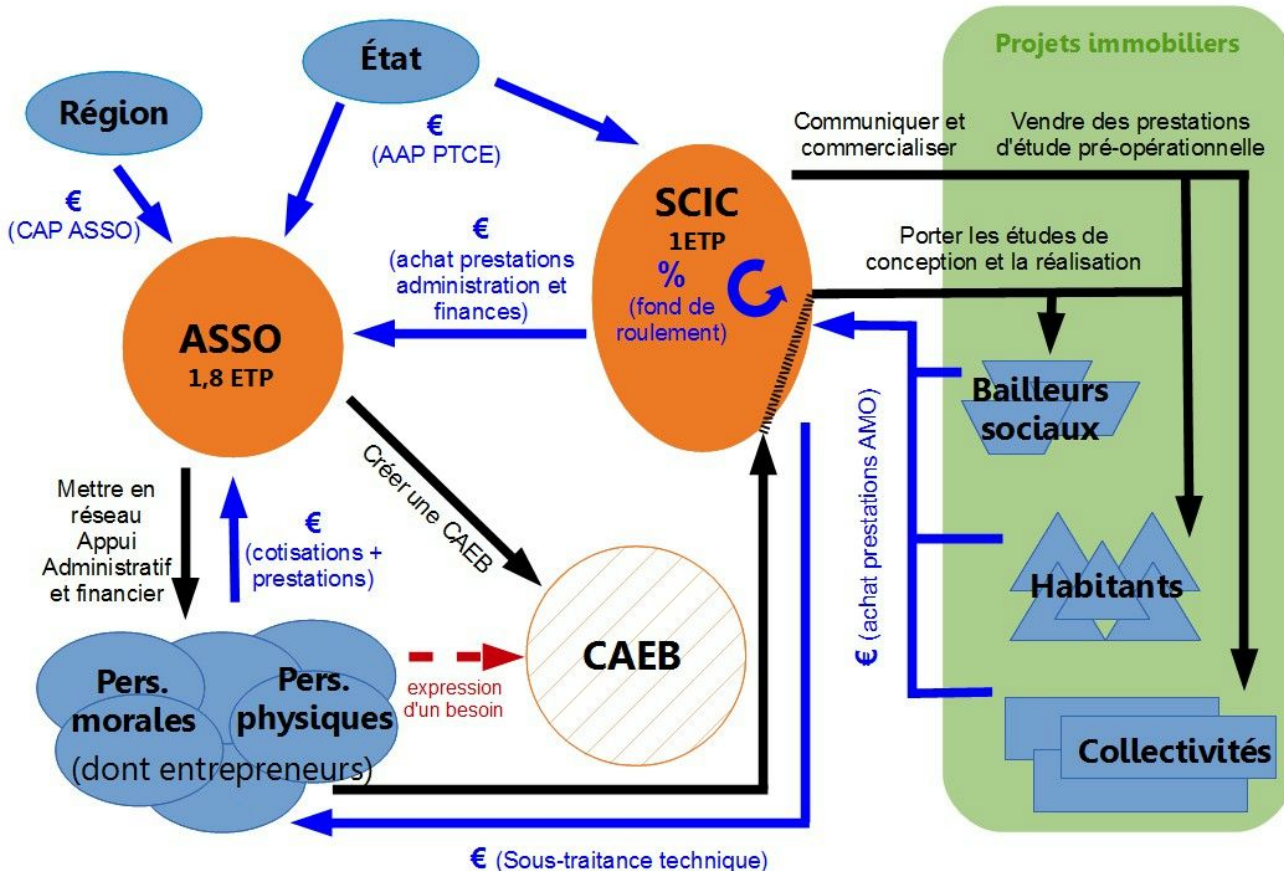 Projets immobiliers
État
Région
€
(AAP PTCE)
€
(CAP ASSO)
Communiquer et
commercialiser
Vendre des prestations
d'étude pré-opérationnelle
SCIC
1ETP
%
(fond de
roulement)
€
(achat prestations
administration et
finances)
Porter les études de
conception et la réalisation
ASSO
1,8 ETP
Bailleurs
sociaux
Mettre en
réseau
Appui
Administratif
et financier
€
(cotisations +
prestations)
Créer une CAEB
€ (achat prestations AMO)
Habitants
CAEB
Pers.
morales
Pers.
physiques
(dont entrepreneurs)
expression
d'un besoin
Collectivités
€ (Sous-traitance technique)